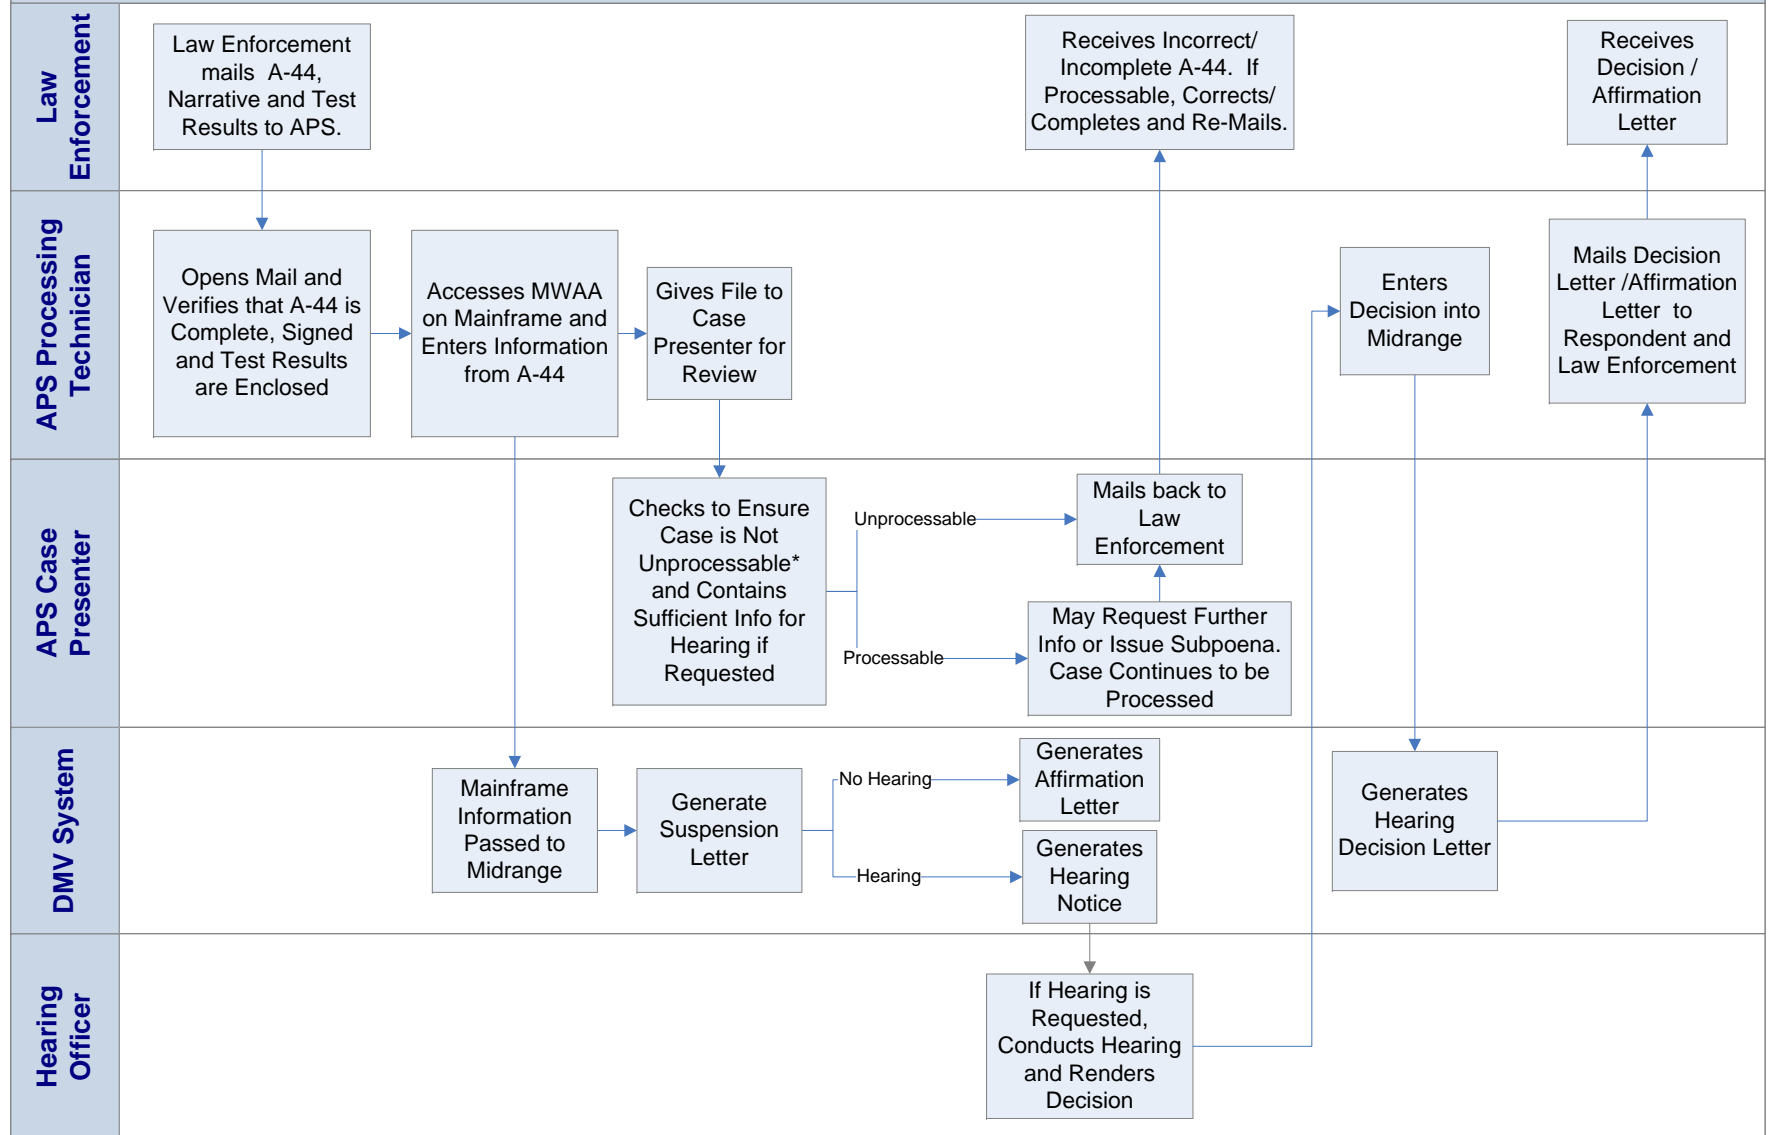 Law
Enforcement
Law Enforcement
mails  A-44,
Narrative and Test
Results to APS.
Receives Incorrect/
Incomplete A-44.  If
Processable, Corrects/
Completes and Re-Mails.
Receives
Decision /
Affirmation
Letter
APS Processing
Technician
Opens Mail and
Verifies that A-44 is
Complete, Signed
and Test Results
are Enclosed
Accesses MWAA
on Mainframe and
Enters Information
from A-44
Gives File to
Case
Presenter for
Review
Enters
Decision into
Midrange
Mails Decision
Letter /Affirmation
Letter  to
Respondent and
Law Enforcement
APS Case
Presenter
Checks to Ensure
Case is Not
Unprocessable*
and Contains
Sufficient Info for
Hearing if
Requested
Unprocessable
Processable
Mails back to
Law
Enforcement
May Request Further
Info or Issue Subpoena.
Case Continues to be
Processed
DMV System
Mainframe
Information
Passed to
Midrange
Generate
Suspension
Letter
No Hearing
Hearing
Generates
Affirmation
Letter
Generates
Hearing
Notice
Generates
Hearing
Decision Letter
Hearing
Officer
If Hearing is
Requested,
Conducts Hearing
and Renders
Decision